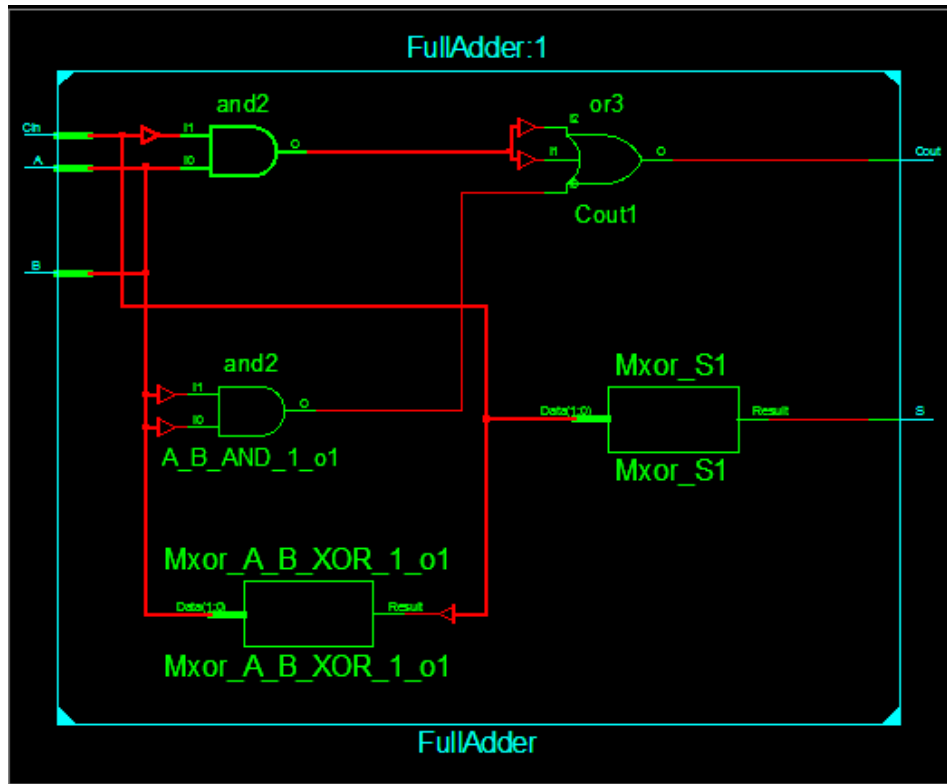 FullAdder:1
and2
or3
Cin
I1
I2
O
A
I0
I1
O
Cout
Cout1
B
and2
Mxor_S1
I1
O
I0
Data(1:0)
Result
S
A_B_AND_1_o1
Mxor_S1
Mxor_A_B_XOR_1_o1
Data(1:0)
Result
Mxor_A_B_XOR_1_o1
FullAdder